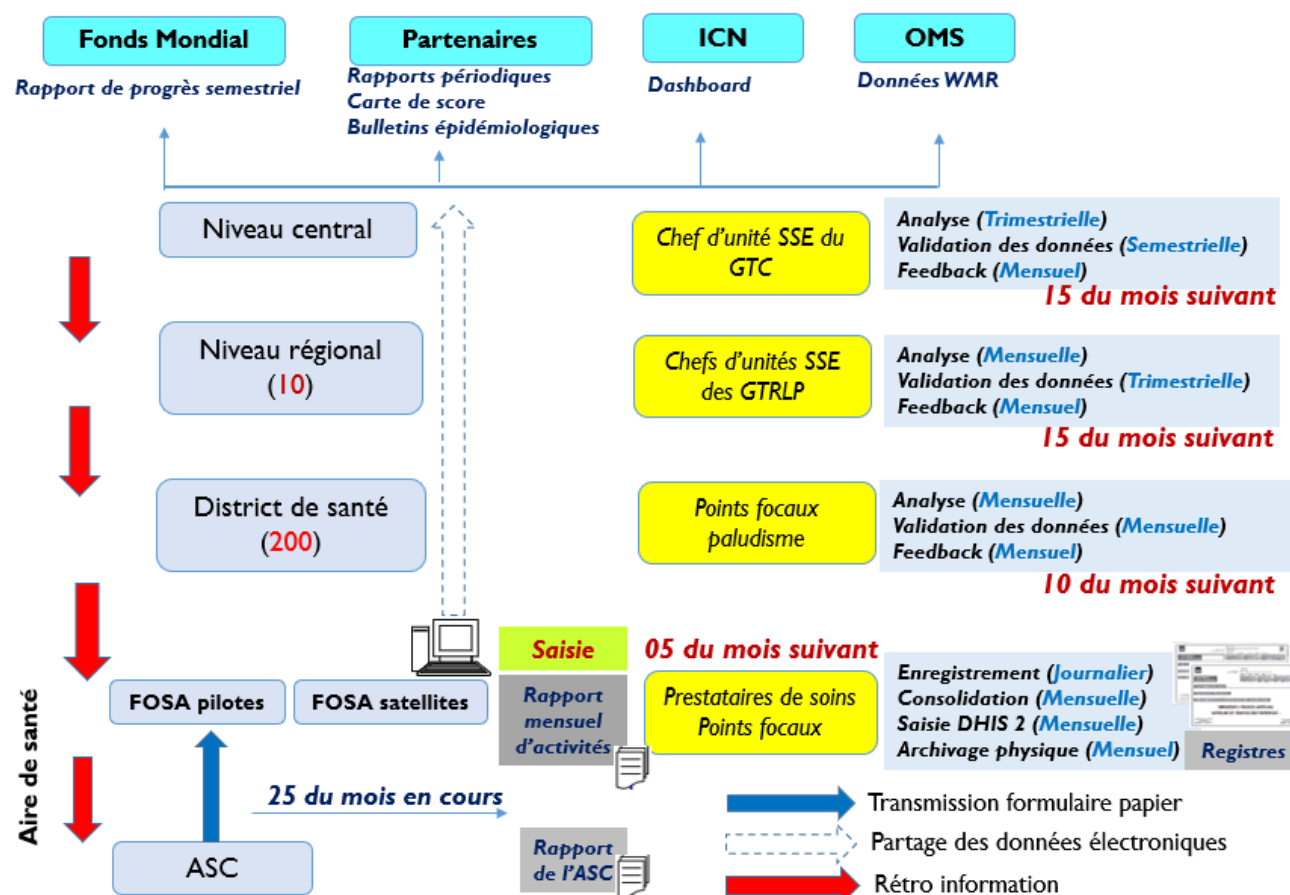 Fonds Mondial
Partenaires
ICN
OMS
Rapport de progrès semestriel
Rapports périodiques
Carte de score
Bulletins épidémiologiques
Dashboard
Données WMR
Niveau central
Chef d'unité SSE du
GTC
Analyse (Trimestrielle)
Validation des données (Semestrielle)
Feedback (Mensuel)
15 du mois suivant
Niveau régional
(10)
Chefs d'unités SSE
des GTRLP
Analyse (Mensuelle)
Validation des données (Trimestrielle)
Feedback (Mensuel)
15 du mois suivant
District de santé
(200)
Points focaux
paludisme
Analyse (Mensuelle)
Validation des données (Mensuelle)
Feedback (Mensuel)
10 du mois suivant
Aire de santé
FOSA pilotes
FOSA satellites
Saisie
Rapport
mensuel
d'activités
05 du mois suivant
Prestataires de soins
Points focaux
Enregistrement (Journalier)
Consolidation (Mensuelle)
Saisie DHIS 2 (Mensuelle)
Archivage physique (Mensuel)
Registres
25 du mois en cours
ASC
Rapport
de l'ASC
Transmission formulaire papier
Partage des données électroniques
Rétro information